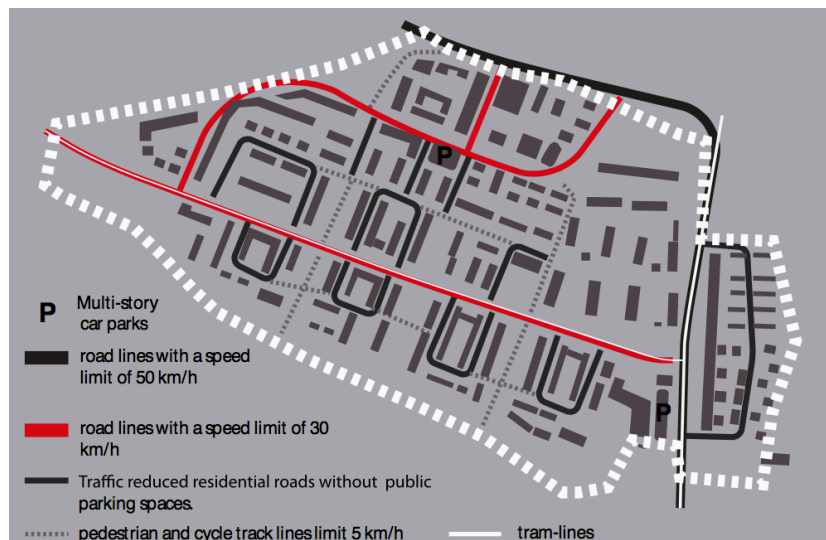 P
P
P Multi-story
car parks
road lines with a speed
limit of 50 km/h
road lines with a speed limit of 30
km/h
Traffic reduced residential roads without public
parking spaces.
pedestrian and cycle track lines limit 5 km/h
tram-lines